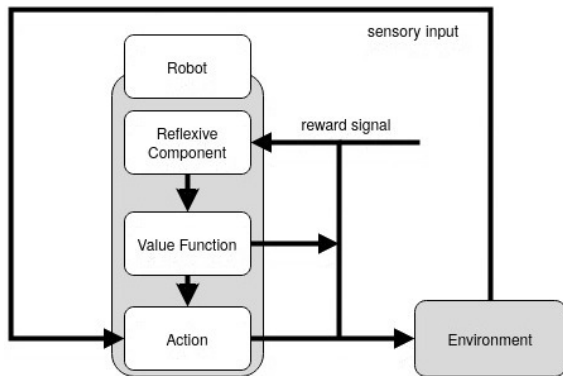 sensory input
Robot
reward signal
Reflexive
Component
Value Function
Action
Environment